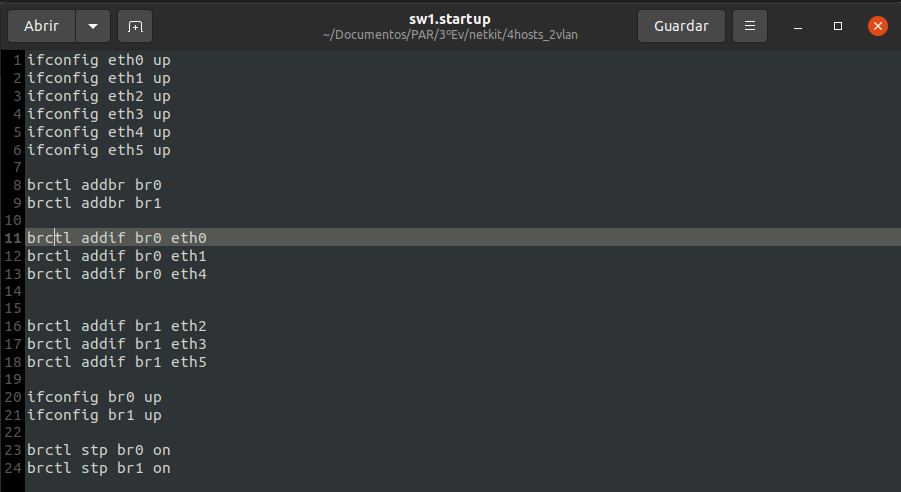 Abrir
sw1.startup
~/Documentos/PAR/3ºEv/netkit/4hosts_2vlan
Guardar
1 ifconfig eth0 up
2 ifconfig eth1 up
3 ifconfig eth2 up
4 ifconfig eth3 up
5 ifconfig eth4 up
6 ifconfig eth5 up
7
8 brctl addbr br0
9 brctl addbr br1
10
11 brctl addif br0 eth0
12 brctl addif br0 eth1
13 brctl addif br0 eth4
14
15
16 brctl addif br1 eth2
17 brctl addif br1 eth3
18 brctl addif br1 eth5
19
20 ifconfig br0 up
21 ifconfig br1 up
22
23 brctl stp br0 on
24 brctl stp br1 on